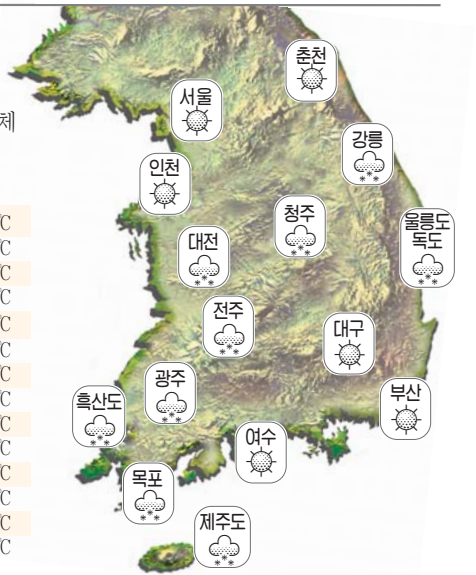 춘천
서울
체
강릉
인천
청주
울릉도
독도
℃
대전
℃
℃
℃
전주
℃
대구
℃
광주
℃
부산
흑산도
℃
℃
여수
℃
℃
목포
℃
℃
제주도
℃